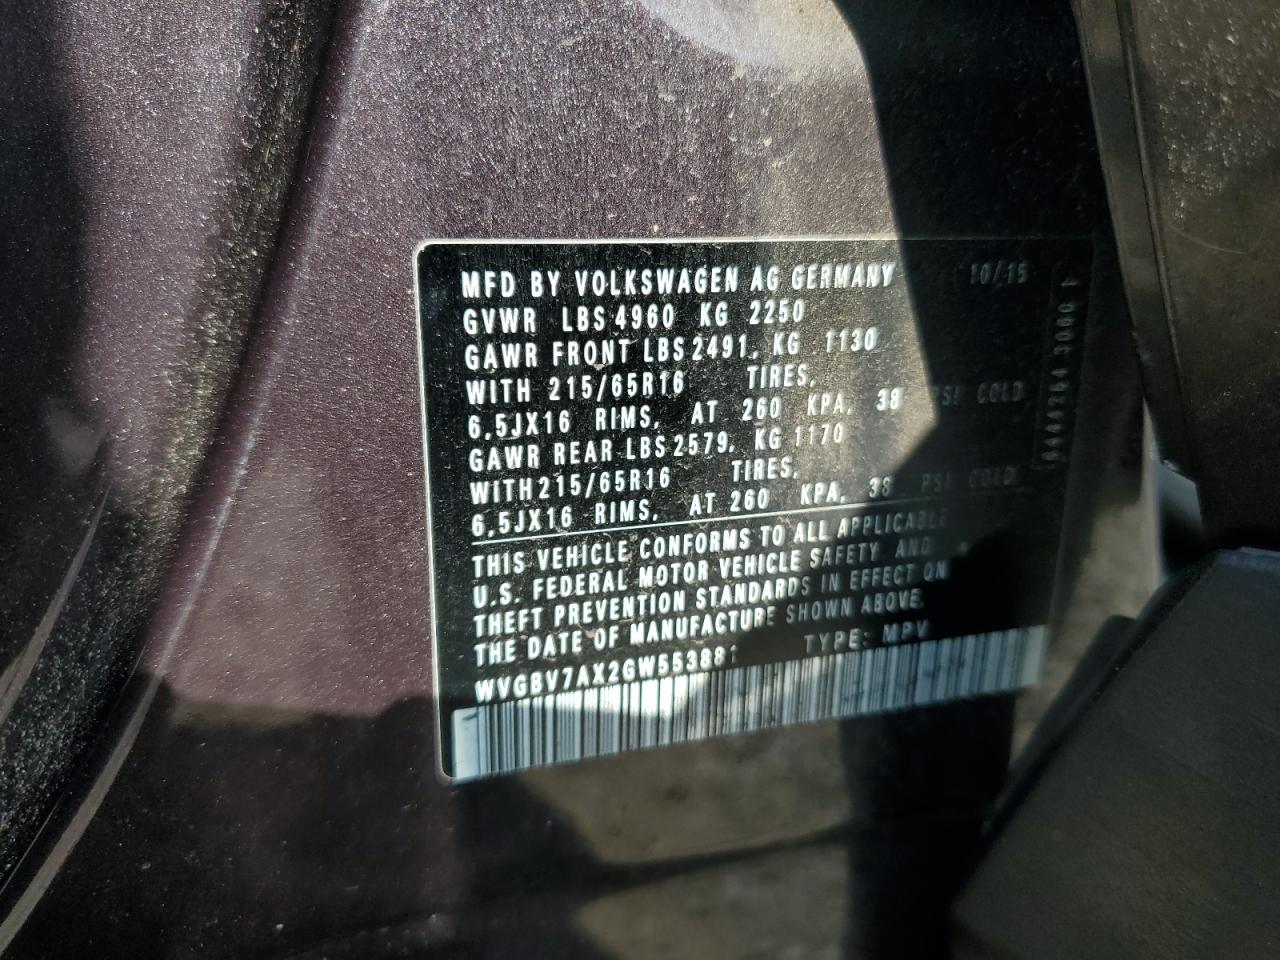 MFD BY VOLKSWAGEN AG GERMANY 10/15
GVWR LBS 4960 KG 2250
GAWR FRONT LBS 2491, KG 1130
WITH 215/65R16 TIRES,
6,5JX16 RIMS, AT 260 KPA, 38 PSI COLD
GAWR REAR LBS 2579, KG 1170
WITH 215/65R16 TIRES,
6,5JX16 RIMS, AT 260 KPA, 38 PSI COLD
THIS VEHICLE CONFORMS TO ALL APPLICABLE
U.S. FEDERAL MOTOR VEHICLE SAFETY AND
THEFT PREVENTION STANDARDS IN EFFECT ON
THE DATE OF MANUFACTURE SHOWN ABOVE.
WVGBV7AX2GW553881 TYPE: MPV